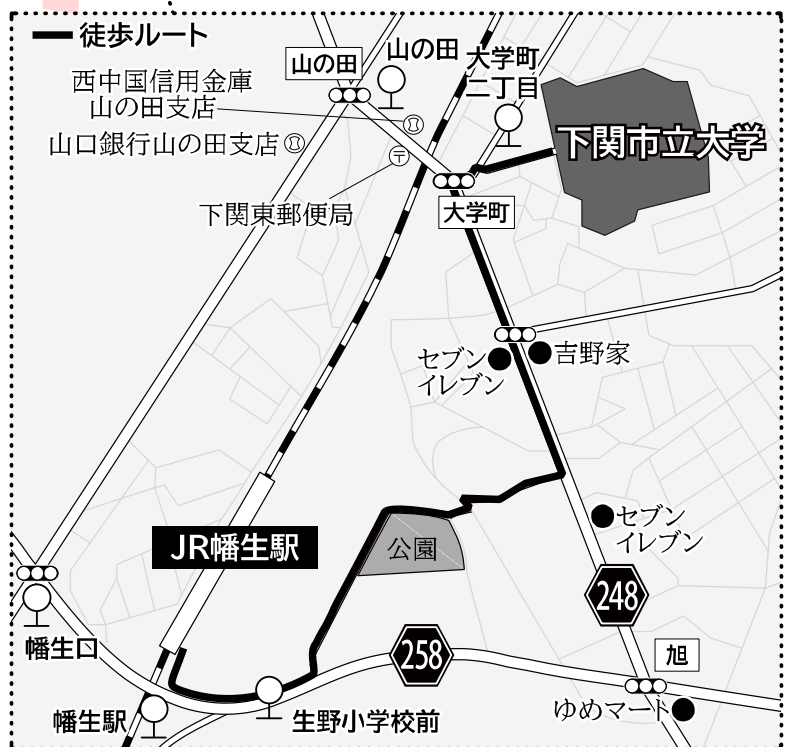 徒歩ルート
山の田
山の田
大学町
二丁目
西中国信用金庫
山の田支店
山口銀行山の田支店
〒
下関市立大学
下関東郵便局
大学町
セブン
イレブン
吉野家
セブン
イレブン
JR幡生駅
公園
248
幡生口
258
旭
幡生駅
生野小学校前
ゆめマート